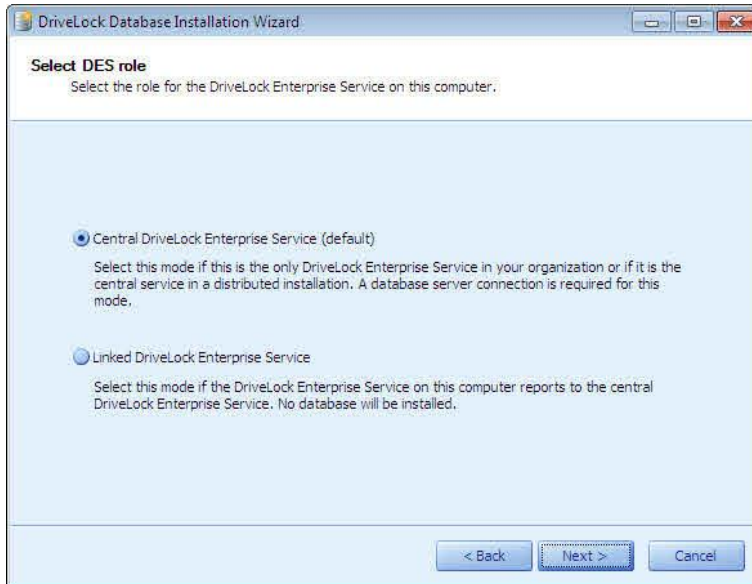 DriveLock Database Installation Wizard
Select DES role
Select the role for the DriveLock Enterprise Service on this computer.
Central DriveLock Enterprise Service (default)
Select this mode if this is the only DriveLock Enterprise Service in your organization or if it is the
central service in a distributed installation. A database server connection is required for this
mode.
Linked DriveLock Enterprise Service
Select this mode if the DriveLock Enterprise Service on this computer reports to the central
DriveLock Enterprise Service. No database will be installed.
< Back Next > Cancel